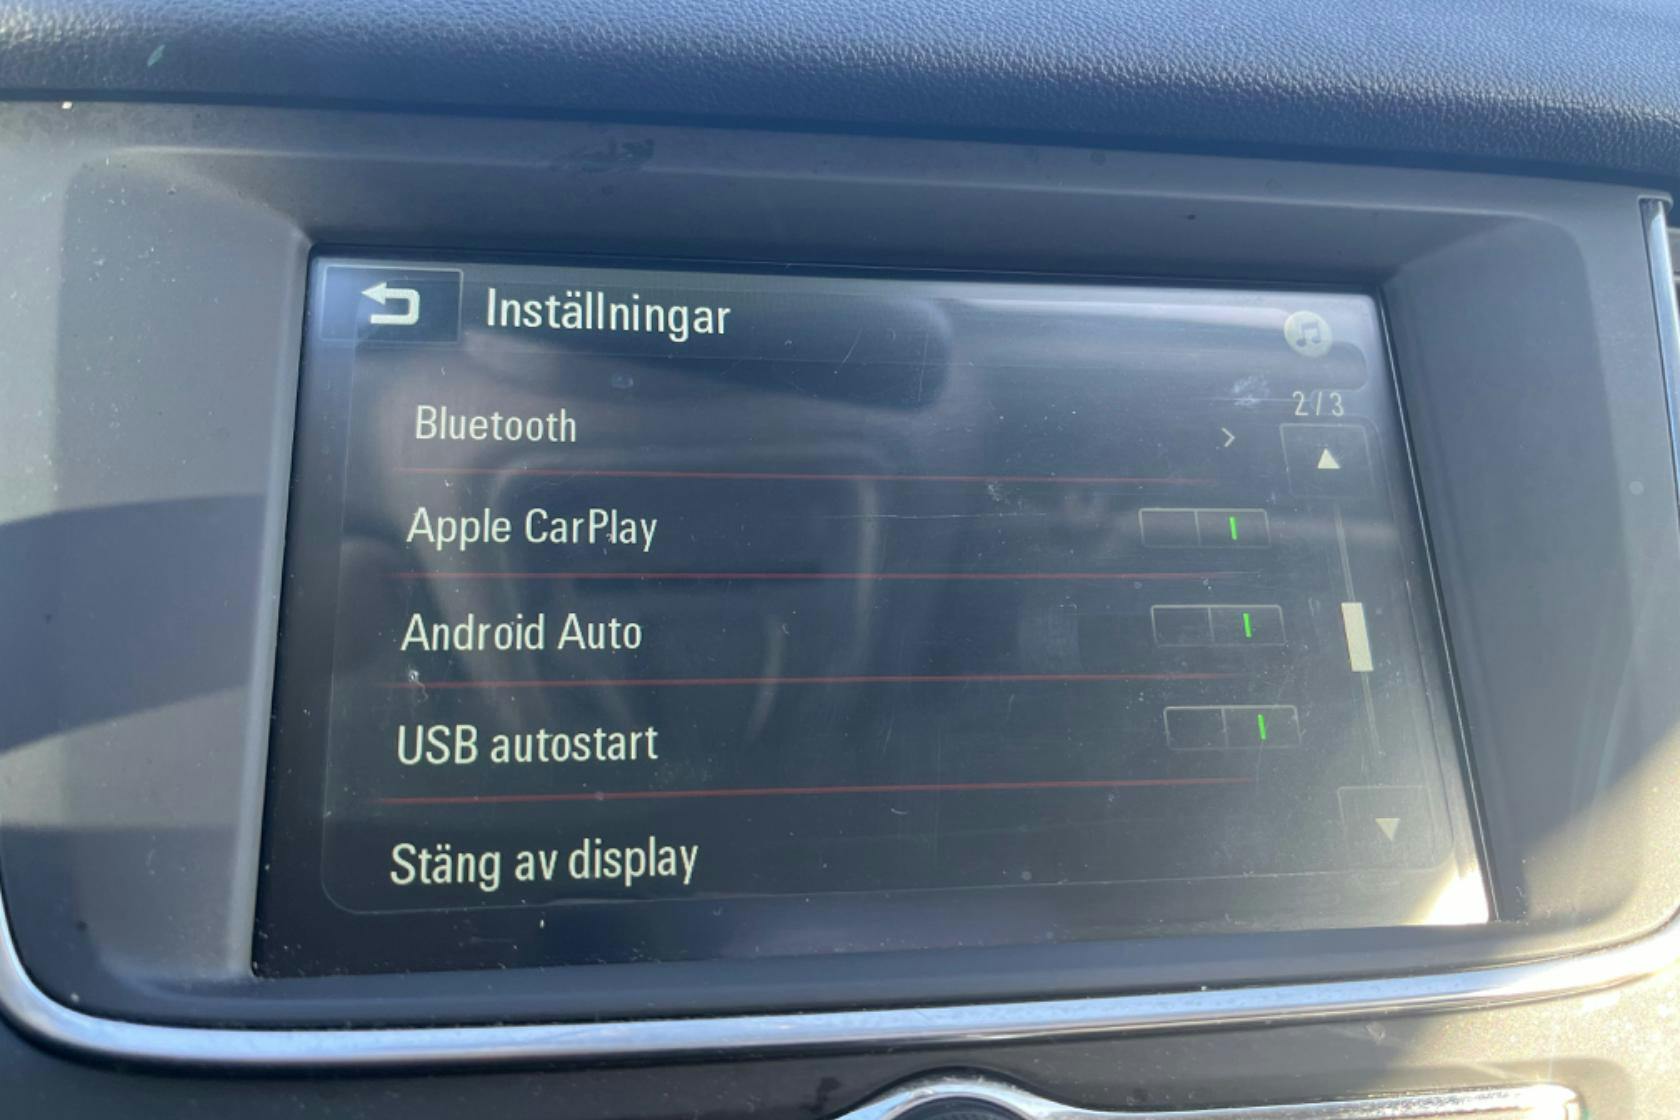 Inställningar
2/3
Bluetooth
Apple CarPlay
Android Auto
USB autostart
Stäng av display